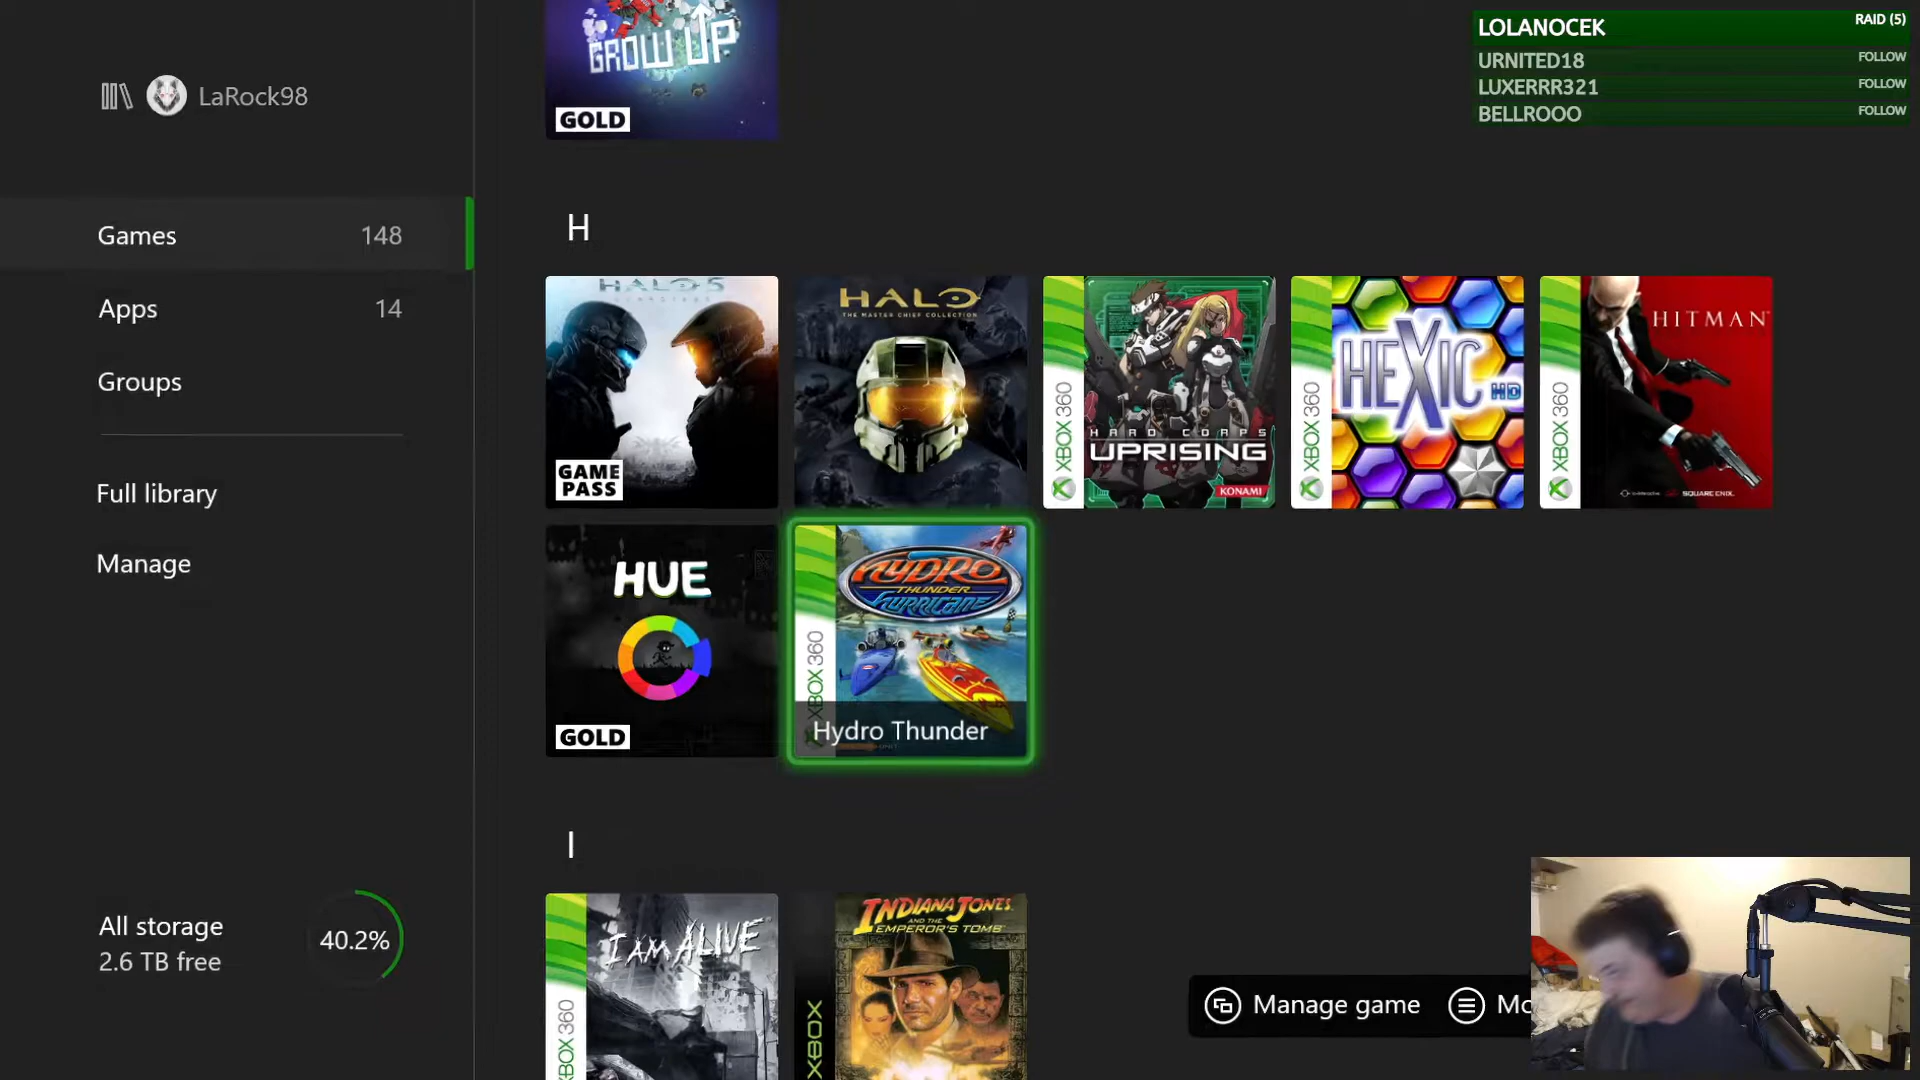 LaRock98
Games 148
Apps 14
Groups
Full library
Manage
All storage
2.6 TB free
40.2%
GROW UP
GOLD
H
HALO 5
GAME
PASS
HALO
THE MASTER CHIEF COLLECTION
XBOX 360
HARD CORPS
UPRISING
KONAMI
XBOX 360
HEXIC HD
XBOX 360
HITMAN
SQUARE ENIX
HUE
GOLD
XBOX 360
HYDRO
THUNDER
HURRICANE
Hydro Thunder
I
XBOX 360
I AM ALIVE
XBOX
INDIANA JONES
AND THE
EMPEROR'S TOMB
Manage game
Mo
LOLANOCEK RAID (5)
URNITED18 FOLLOW
LUXERRR321 FOLLOW
BELLROOO FOLLOW